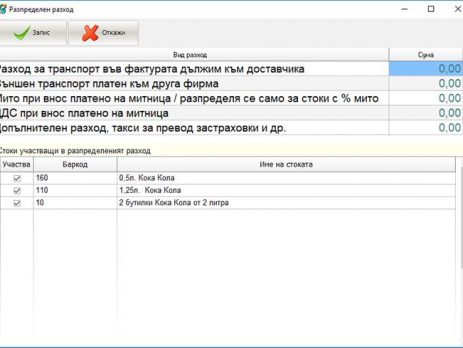 Разпределен разход
Запис
Откажи
Вид разход
Сума
Разход за транспорт във фактурата дължим към доставчика
0,00
Външен транспорт платен към друга фирма
0,00
Мито при внос платено на митница / разпределя се само за стоки с % мито
0,00
ДДС при внос платено на митница
0,00
Допълнителен разход, такси за превод застраховки и др.
0,00
Стоки участващи в разпределеният разход
Участва
Баркод
Име на стоката
160
0,5л. Кока Кола
110
1,25л. Кока Кола
10
2 бутилки Кока Кола от 2 литра